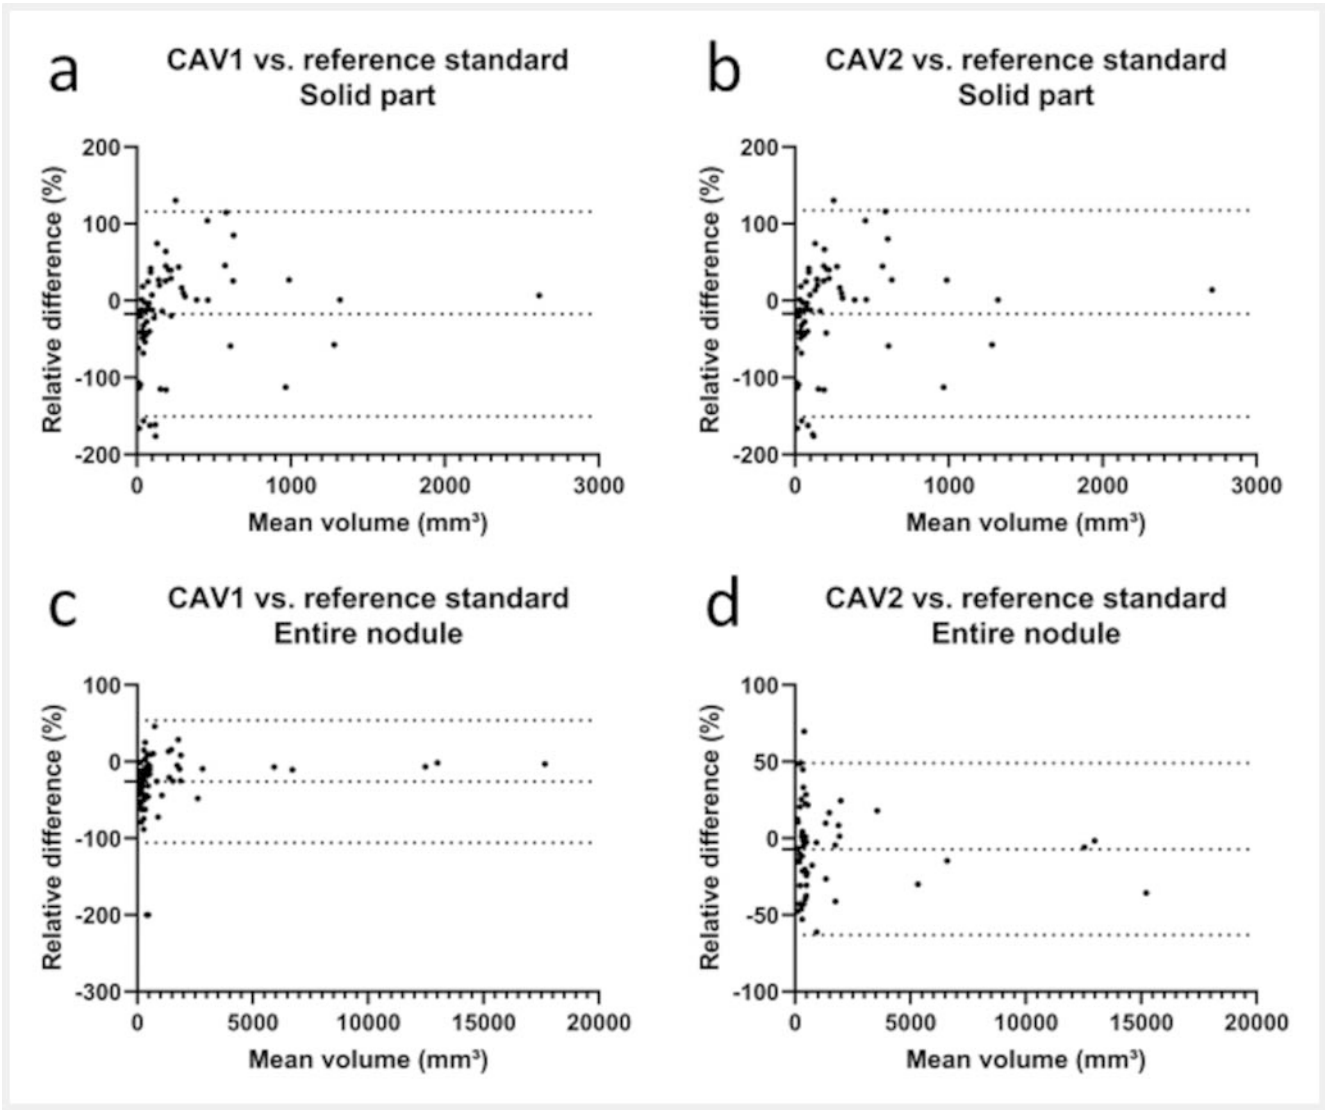 a
CAV1 vs. reference standard
Solid part
200
100
0
-100
-200
Relative difference (%)
0 1000 2000 3000
Mean volume (mm³)
b
CAV2 vs. reference standard
Solid part
200
100
0
-100
-200
Relative difference (%)
0 1000 2000 3000
Mean volume (mm³)
c
CAV1 vs. reference standard
Entire nodule
100
0
-100
-200
-300
Relative difference (%)
0 5000 10000 15000 20000
Mean volume (mm³)
d
CAV2 vs. reference standard
Entire nodule
100
50
0
-50
-100
Relative difference (%)
0 5000 10000 15000 20000
Mean volume (mm³)